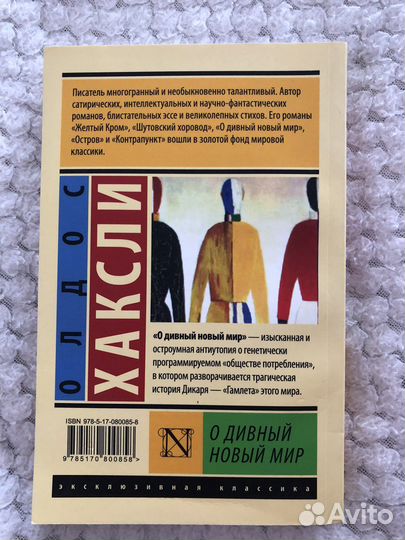 Писатель многогранный и необыкновенно талантливый. Автор
сатирических, интеллектуальных и научно-фантастических
романов, блистательных эссе и великолепных стихов. Его романы
«Желтый Кром», «Шутовской хоровод», «О дивный новый мир»,
«Остров» и «Контрапункт» вошли в золотой фонд мировой
классики.
ОЛДОС
ХАКСЛИ
«О дивный новый мир» — изысканная и
остроумная антиутопия о генетически
программируемом «обществе потребления»,
в котором разворачивается трагическая
история Дикаря — «Гамлета» этого мира.
ISBN 978-5-17-080085-8
9 785170 800858 >
N
О ДИВНЫЙ
НОВЫЙ МИР
эксклюзивная классика
Avito